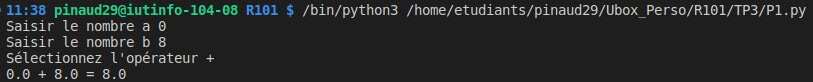 11:38 pinaud29@iutinfo-104-08 R101 $ /bin/python3 /home/etudiants/pinaud29/Ubox_Perso/R101/TP3/P1.py
Saisir le nombre a 0
Saisir le nombre b 8
Sélectionnez l'opérateur +
0.0 + 8.0 = 8.0